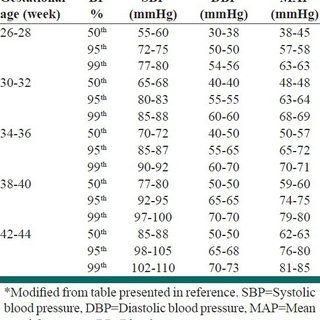 Gestational BP SBP DBP MAP
age (week) % (mmHg) (mmHg) (mmHg)
26-28 50th 55-60 30-38 38-45
95th 72-75 50-50 57-58
99th 77-80 54-56 63-63
30-32 50th 65-68 40-40 48-48
95th 80-83 55-55 63-64
99th 85-88 60-60 68-69
34-36 50th 70-72 40-50 50-57
95th 85-87 55-65 65-72
99th 90-92 60-70 70-71
38-40 50th 77-80 50-50 59-60
95th 92-95 65-65 74-75
99th 97-100 70-70 79-80
42-44 50th 85-88 50-50 62-63
95th 98-105 65-68 76-80
99th 102-110 70-73 81-85
*Modified from table presented in reference. SBP=Systolic
blood pressure, DBP=Diastolic blood pressure, MAP=Mean